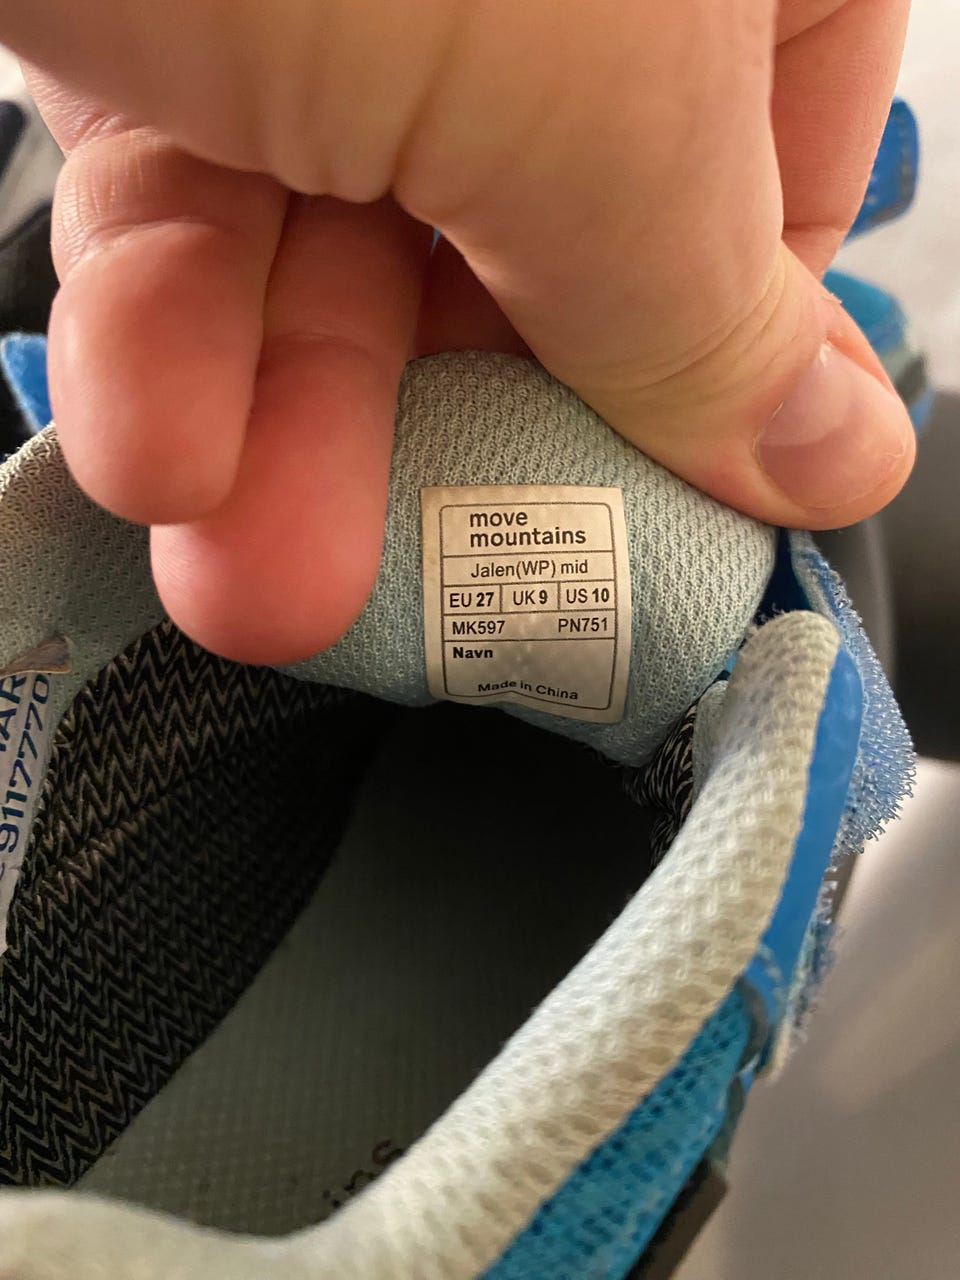 move
mountains
Jalen(WP) mid
EU 27 UK 9 US 10
MK597 PN751
Navn
Made in China